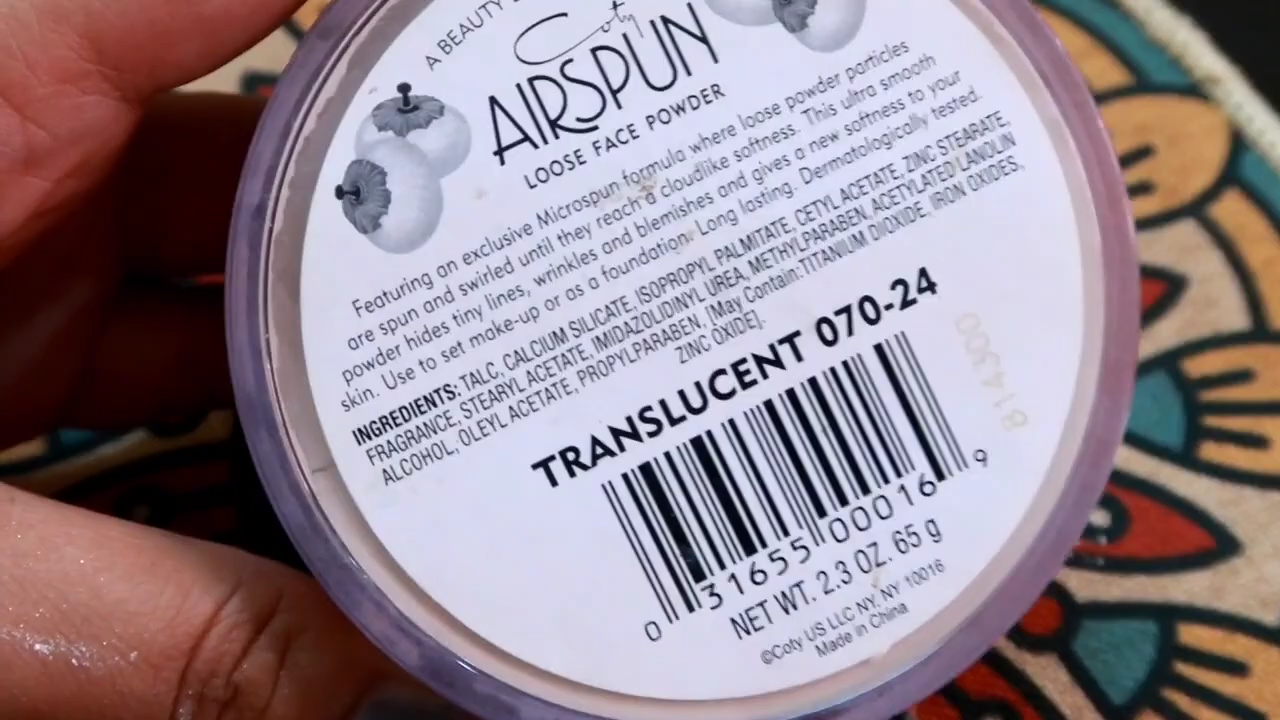 A BEAUTY
Coty
AIRSPUN
LOOSE FACE POWDER
Featuring an exclusive Microspun formula where loose powder particles
are spun and swirled until they reach a cloudlike softness. This ultra smooth
powder hides tiny lines, wrinkles and blemishes and gives a new softness to your
skin. Use to set make-up or as a foundation. Long lasting. Dermatologically tested.
INGREDIENTS: TALC, CALCIUM SILICATE, ISOPROPYL PALMITATE, CETYL ACETATE, ZINC STEARATE,
FRAGRANCE, STEARYL ACETATE, IMIDAZOLIDINYL UREA, METHYLPARABEN, ACETYLATED LANOLIN
ALCOHOL, OLEYL ACETATE, PROPYLPARABEN, [May Contain: TITANIUM DIOXIDE, IRON OXIDES,
ZINC OXIDE].
TRANSLUCENT 070-24
814300
0 31655 00016 9
NET WT. 2.3 OZ. 65 g
©Coty US LLC NY, NY 10016
Made in China